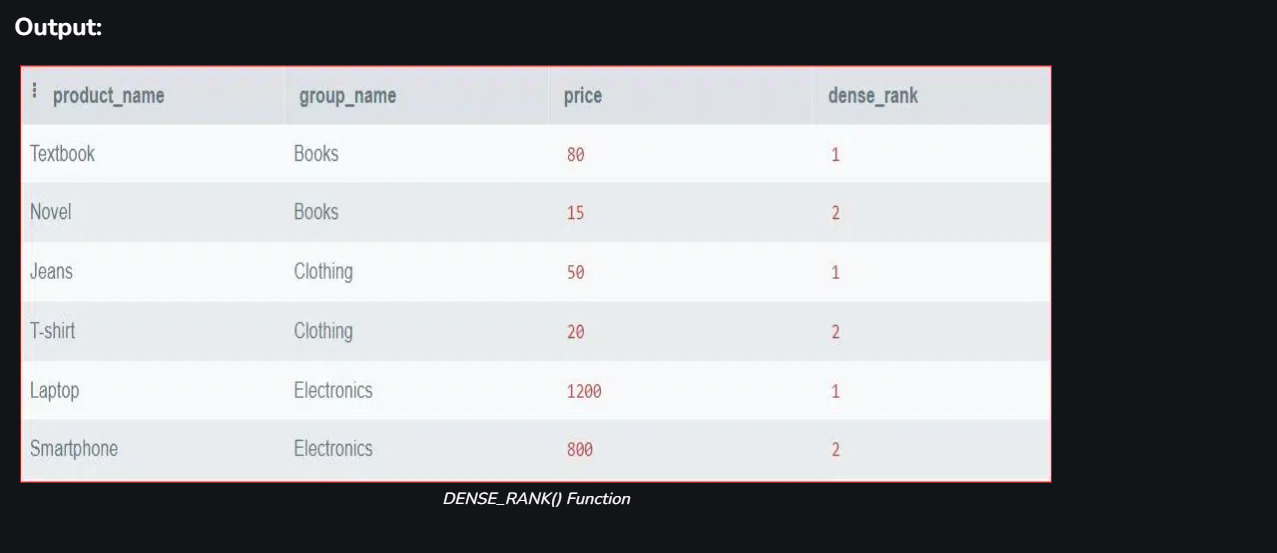 Output:
product_name group_name price dense_rank
Textbook Books 80 1
Novel Books 15 2
Jeans Clothing 50 1
T-shirt Clothing 20 2
Laptop Electronics 1200 1
Smartphone Electronics 800 2
DENSE_RANK() Function